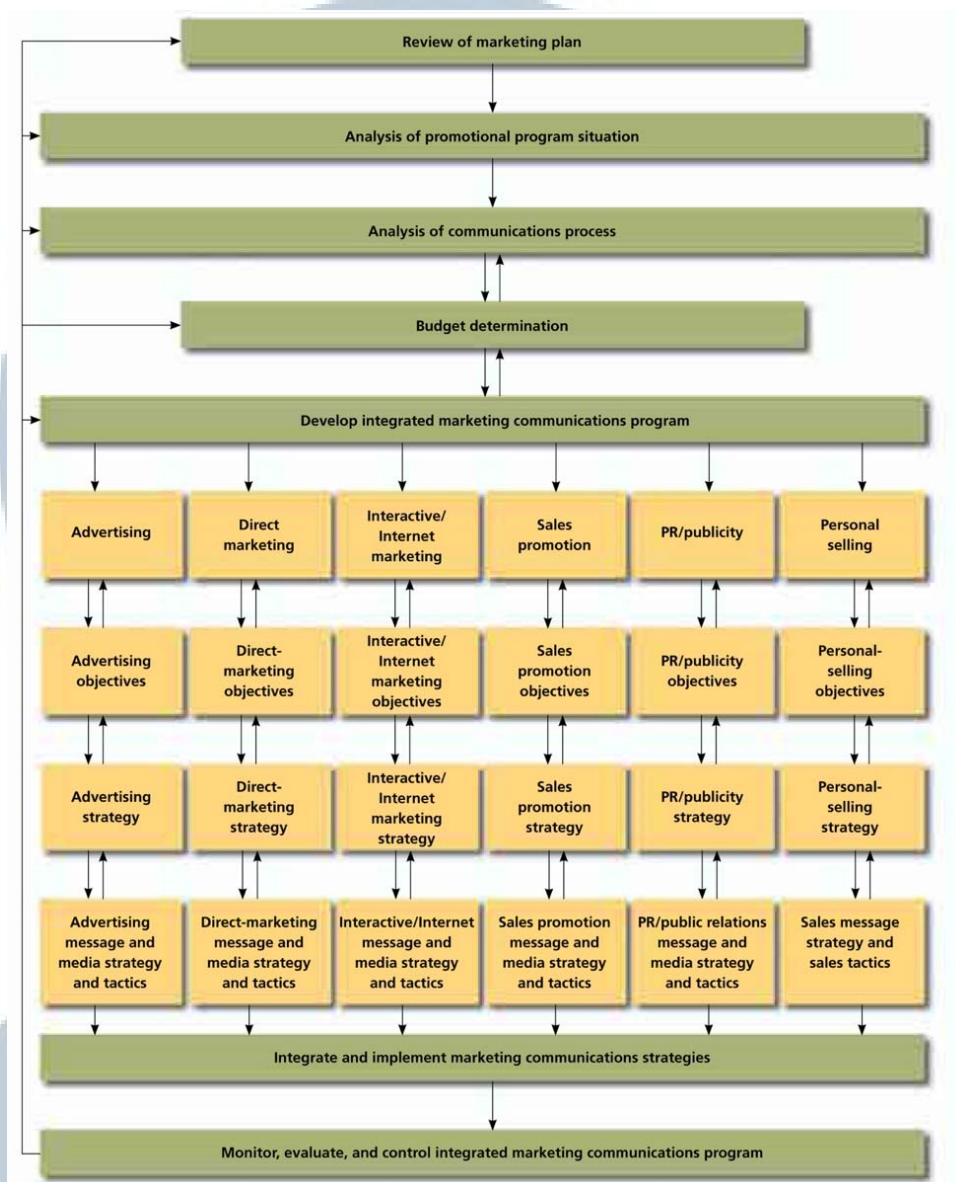 Review of marketing plan
Analysis of promotional program situation
Analysis of communications process
Budget determination
Develop integrated marketing communications program
Advertising
Direct
marketing
Interactive/
Internet
marketing
Sales
promotion
PR/publicity
Personal
selling
Advertising
objectives
Direct-
marketing
objectives
Interactive/
Internet
marketing
objectives
Sales
promotion
objectives
PR/publicity
objectives
Personal-
selling
objectives
Advertising
strategy
Direct-
marketing
strategy
Interactive/
Internet
marketing
strategy
Sales
promotion
strategy
PR/publicity
strategy
Personal-
selling
strategy
Advertising
message and
media strategy
and tactics
Direct-marketing
message and
media strategy
and tactics
Interactive/Internet
message and
media strategy
and tactics
Sales promotion
message and
media strategy
and tactics
PR/public relations
message and
media strategy
and tactics
Sales message
strategy and
sales tactics
Integrate and implement marketing communications strategies
Monitor, evaluate, and control integrated marketing communications program